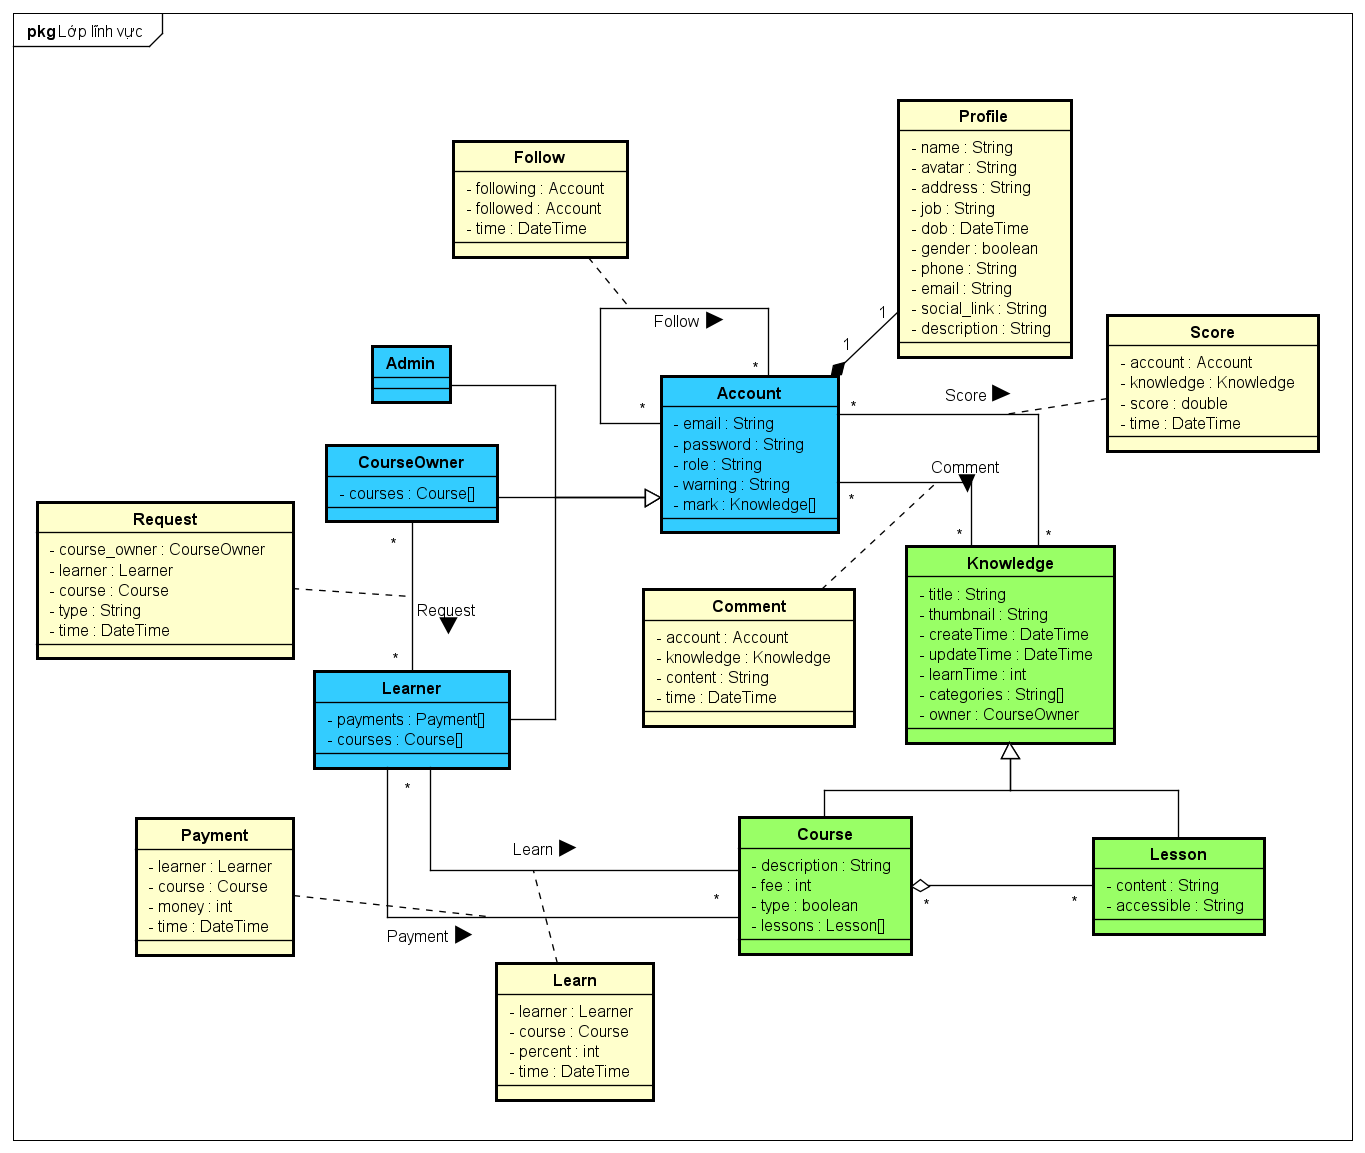 pkg Lớp lĩnh vực
Profile
- name : String
- avatar : String
- address : String
- job : String
- dob : DateTime
- gender : boolean
- phone : String
- email : String
- social_link : String
- description : String
Follow
- following : Account
- followed : Account
- time : DateTime
Follow
1
1
*
*
Score
- account : Account
- knowledge : Knowledge
- score : double
- time : DateTime
Admin
Account
- email : String
- password : String
- role : String
- warning : String
- mark : Knowledge[]
Score
*
*
Comment
*
*
CourseOwner
- courses : Course[]
*
Request
- course_owner : CourseOwner
- learner : Learner
- course : Course
- type : String
- time : DateTime
Request
*
Knowledge
- title : String
- thumbnail : String
- createTime : DateTime
- updateTime : DateTime
- learnTime : int
- categories : String[]
- owner : CourseOwner
Comment
- account : Account
- knowledge : Knowledge
- content : String
- time : DateTime
Learner
- payments : Payment[]
- courses : Course[]
*
Payment
- learner : Learner
- course : Course
- money : int
- time : DateTime
Learn
*
Payment
Course
- description : String
- fee : int
- type : boolean
- lessons : Lesson[]
*
*
Lesson
- content : String
- accessible : String
Learn
- learner : Learner
- course : Course
- percent : int
- time : DateTime